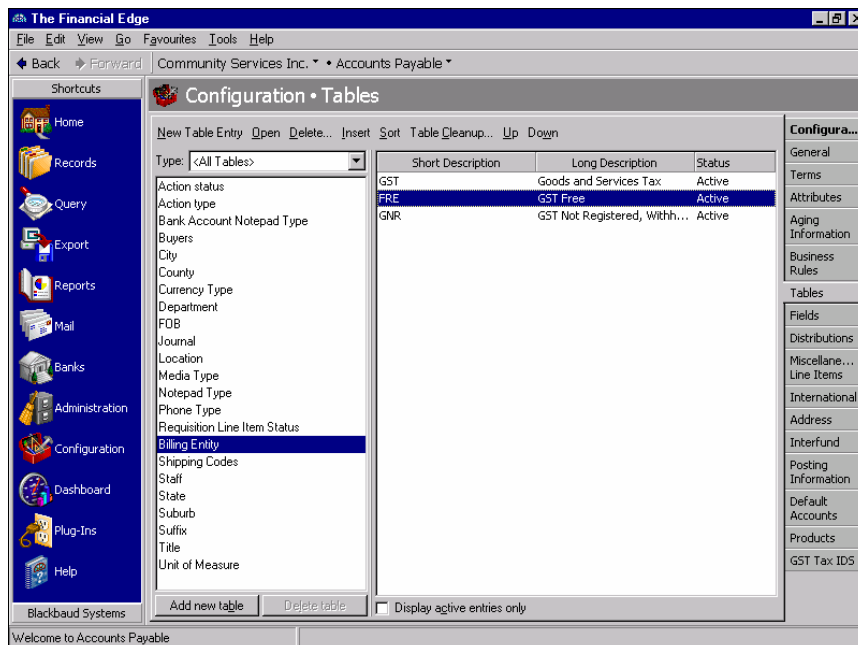 The Financial Edge
File Edit View Go Favourites Tools Help
Back Forward Community Services Inc. • Accounts Payable
Shortcuts
Home
Records
Query
Export
Reports
Mail
Banks
Administration
Configuration
Dashboard
Plug-Ins
Help
Blackbaud Systems
Configuration • Tables
New Table Entry Open Delete... Insert Sort Table Cleanup... Up Down
Type: <All Tables>
Action status
Action type
Bank Account Notepad Type
Buyers
City
County
Currency Type
Department
FOB
Journal
Location
Media Type
Notepad Type
Phone Type
Requisition Line Item Status
Billing Entity
Shipping Codes
Staff
State
Suburb
Suffix
Title
Unit of Measure
Add new table Delete table
Short Description Long Description Status
GST Goods and Services Tax Active
FRE GST Free Active
GNR GST Not Registered, Withh... Active
Display active entries only
Configura...
General
Terms
Attributes
Aging
Information
Business
Rules
Tables
Fields
Distributions
Miscellane...
Line Items
International
Address
Interfund
Posting
Information
Default
Accounts
Products
GST Tax IDS
Welcome to Accounts Payable